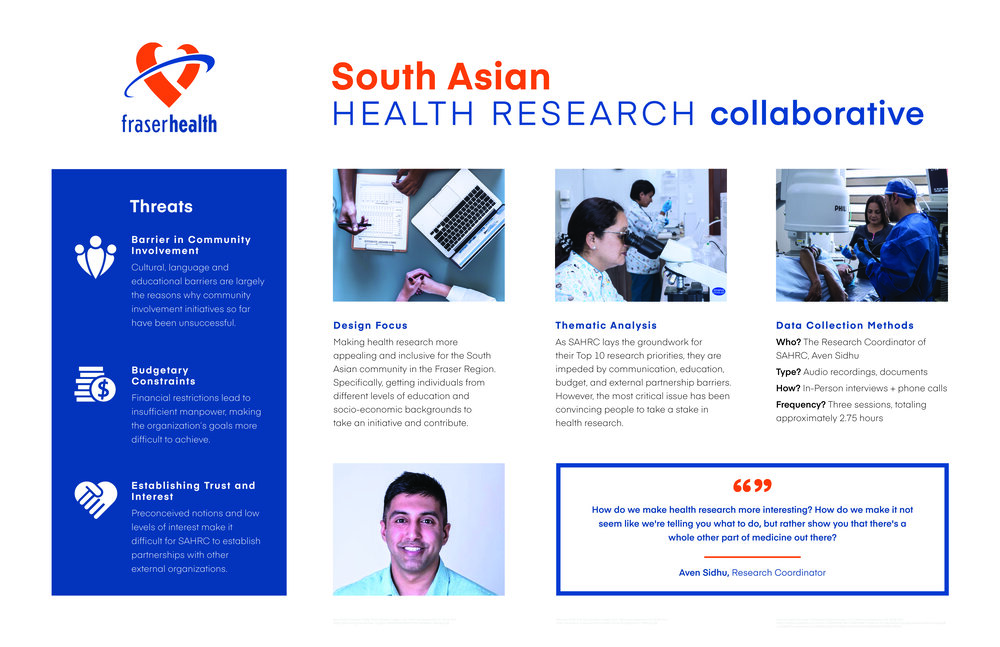 fraserhealth
South Asian
HEALTH RESEARCH collaborative
Threats
Barrier in Community
Involvement
Cultural, language and
educational barriers are largely
the reasons why community
involvement initiatives so far
have been unsuccessful.
Budgetary
Constraints
Financial restrictions lead to
insufficient manpower, making
the organization's goals more
difficult to achieve.
Establishing Trust and
Interest
Preconceived notions and low
levels of interest make it
difficult for SAHRC to establish
partnerships with other
external organizations.
Design Focus
Making health research more
appealing and inclusive for the South
Asian community in the Fraser Region.
Specifically, getting individuals from
different levels of education and
socio-economic backgrounds to
take an initiative and contribute.
Thematic Analysis
As SAHRC lays the groundwork for
their Top 10 research priorities, they are
impeded by communication, education,
budget, and external partnership barriers.
However, the most critical issue has been
convincing people to take a stake in
health research.
PHIL
Data Collection Methods
Who? The Research Coordinator of
SAHRC, Aven Sidhu
Type? Audio recordings, documents
How? In-Person interviews + phone calls
Frequency? Three sessions, totaling
approximately 2.75 hours
“”
How do we make health research more interesting? How do we make it not
seem like we're telling you what to do, but rather show you that there's a
whole other part of medicine out there?
Aven Sidhu, Research Coordinator